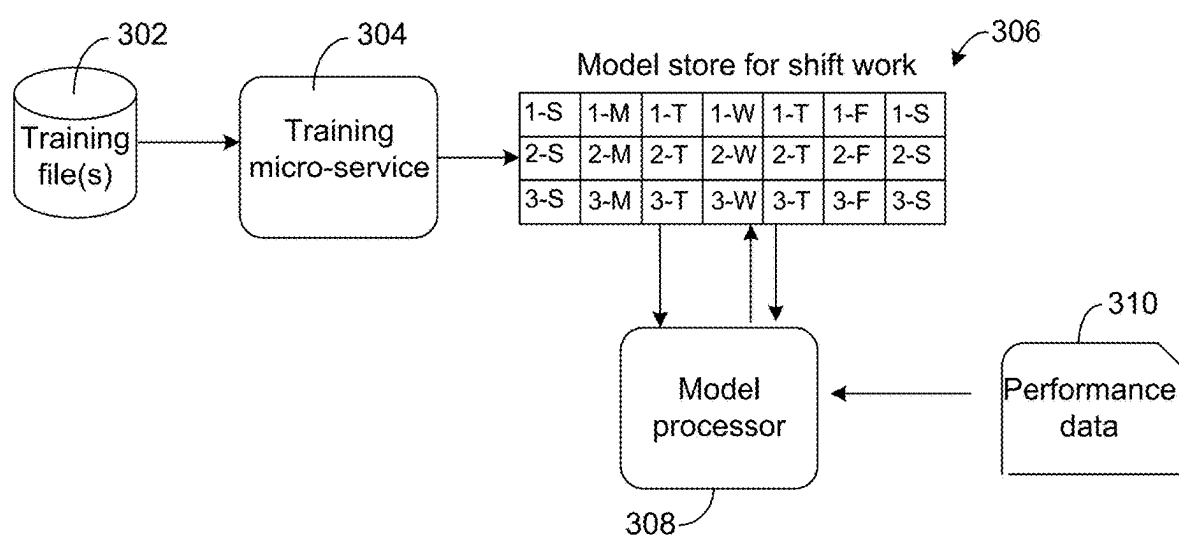 302
304
306
Model store for shift work
Training
file(s)
Training
micro-service
1-S 1-M 1-T 1-W 1-T 1-F 1-S
2-S 2-M 2-T 2-W 2-T 2-F 2-S
3-S 3-M 3-T 3-W 3-T 3-F 3-S
310
Model
processor
Performance
data
308